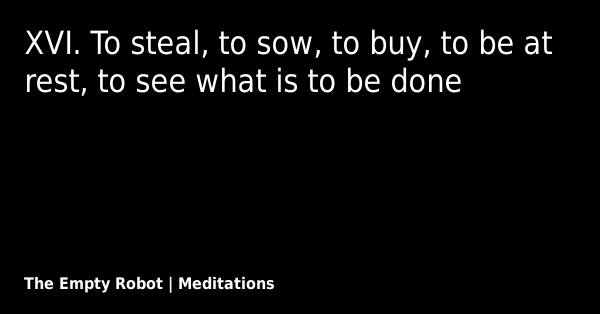 XVI. To steal, to sow, to buy, to be at
rest, to see what is to be done
The Empty Robot | Meditations